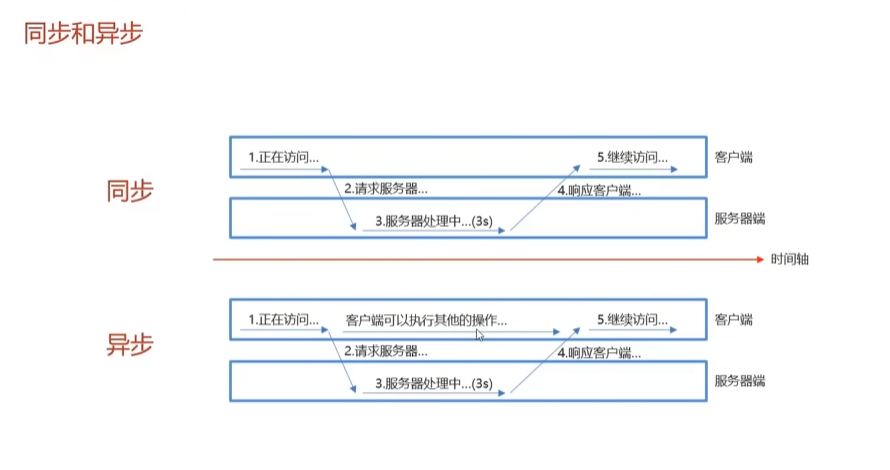 同步和异步
1.正在访问...
5.继续访问...
客户端
同步
2.请求服务器...
4.响应客户端...
3.服务器处理中...(3s)
服务器端
时间轴
1.正在访问...
客户端可以执行其他的操作...
5.继续访问...
客户端
异步
2.请求服务器...
4.响应客户端...
3.服务器处理中...(3s)
服务器端